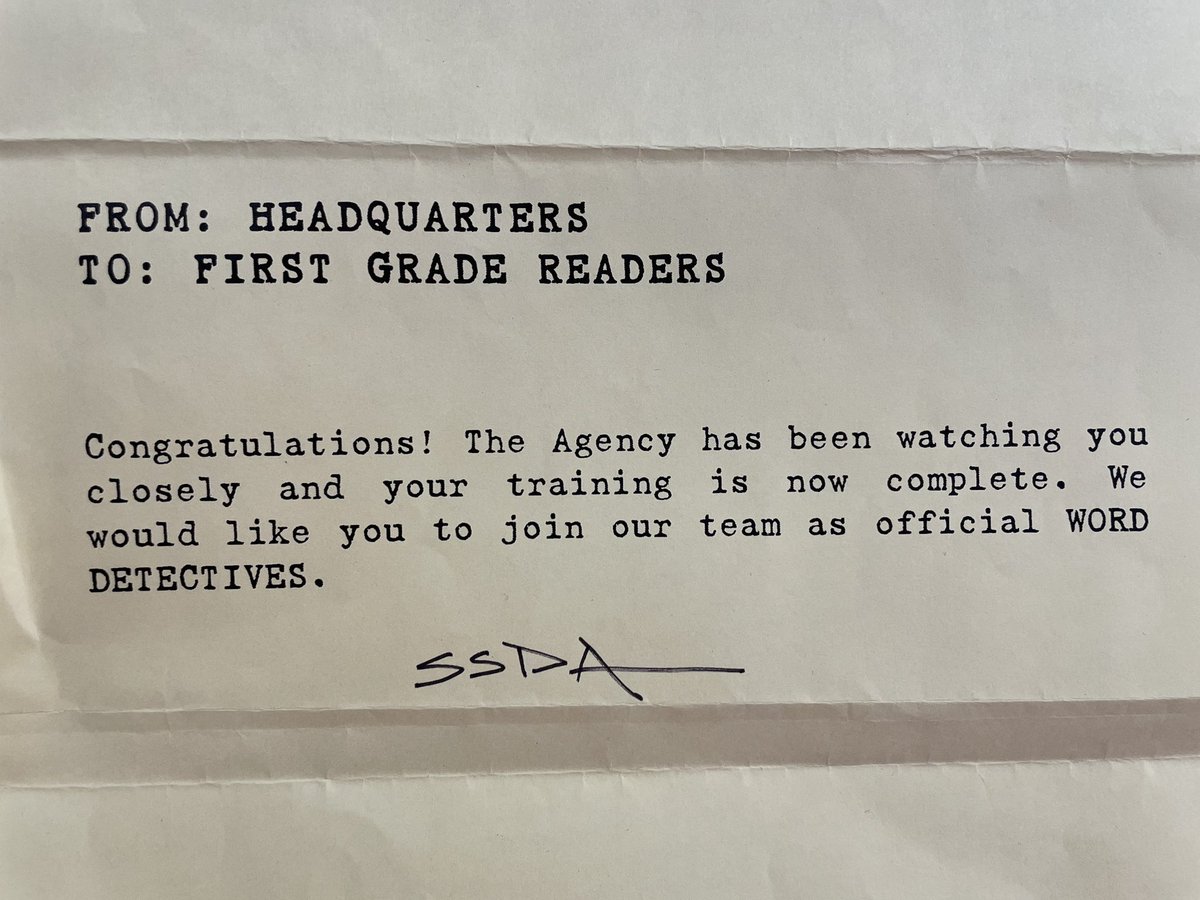 FROM: HEADQUARTERS
TO: FIRST GRADE READERS
Congratulations! The Agency has been watching you
closely and your training is now complete. We
would like you to join our team as official WORD
DETECTIVES.
SSDA